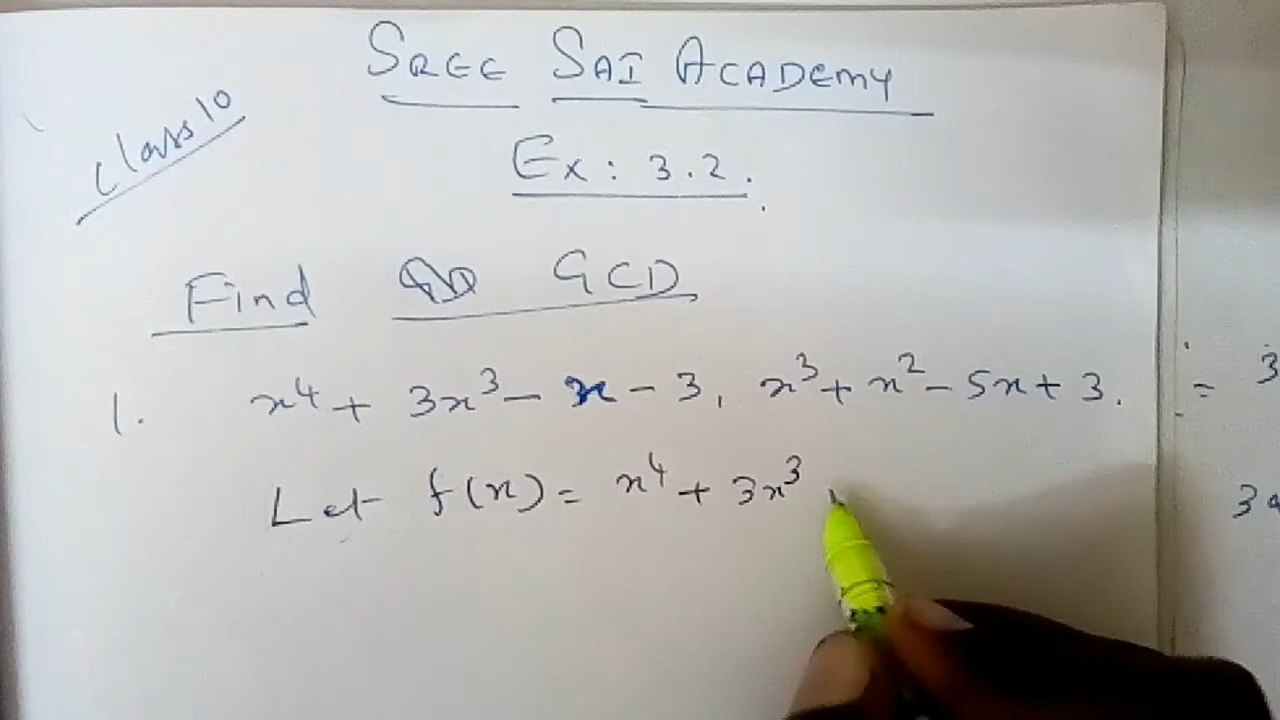 SREE SAI ACADEMY
Class 10
Ex: 3.2.
Find GCD
1. x⁴ + 3x³ - x - 3, x³ + x² - 5x + 3.
Let f(x) = x⁴ + 3x³